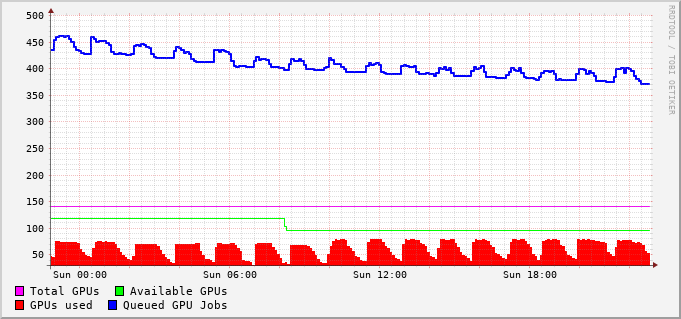 500
450
400
350
300
250
200
150
100
50
Sun 00:00 Sun 06:00 Sun 12:00 Sun 18:00
Total GPUs Available GPUs
GPUs used Queued GPU Jobs
RRDTOOL / TOBI OETIKER